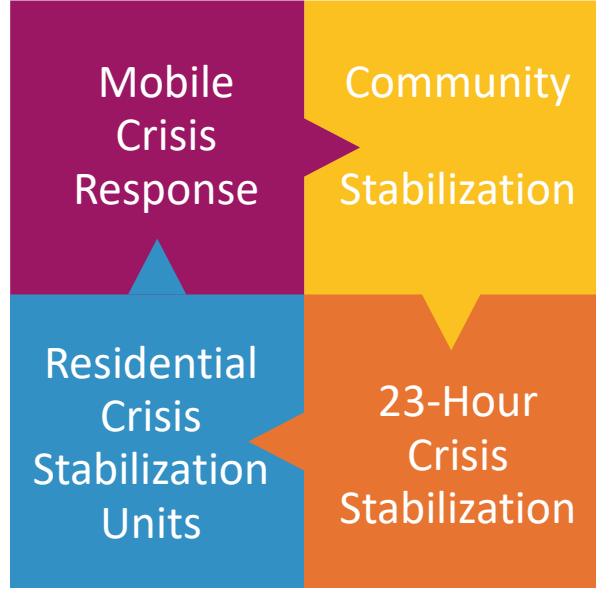 Mobile
Crisis
Response
Community
Stabilization
23-Hour
Crisis
Stabilization
Residential
Crisis
Stabilization
Units